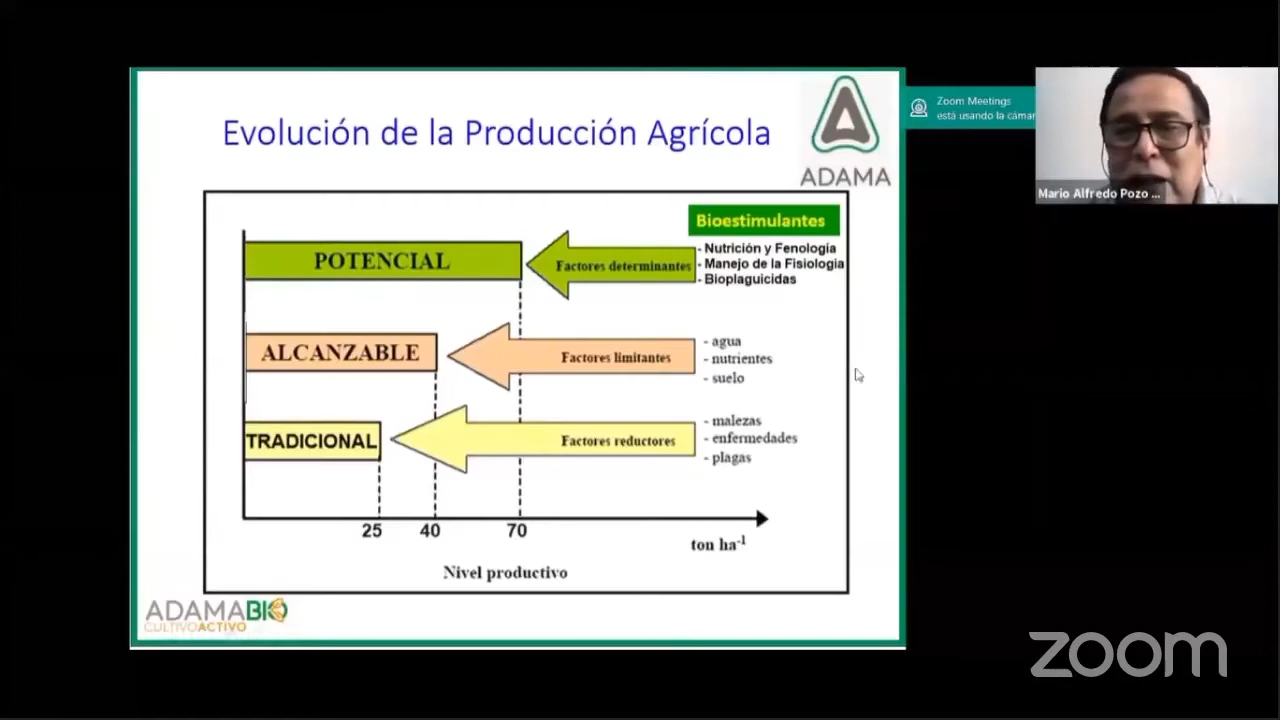 Evolución de la Producción Agrícola
ADAMA
Zoom Meetings
está usando la cámar
Mario Alfredo Pozo ...
Bioestimulantes
POTENCIAL
Factores determinantes
- Nutrición y Fenología
- Manejo de la Fisiologia
- Bioplaguicidas
ALCANZABLE
Factores limitantes
- agua
- nutrientes
- suelo
TRADICIONAL
Factores reductores
- malezas
- enfermedades
- plagas
25 40 70
ton ha-1
Nivel productivo
ADAMABIO
CULTIVOACTIVO
zoom